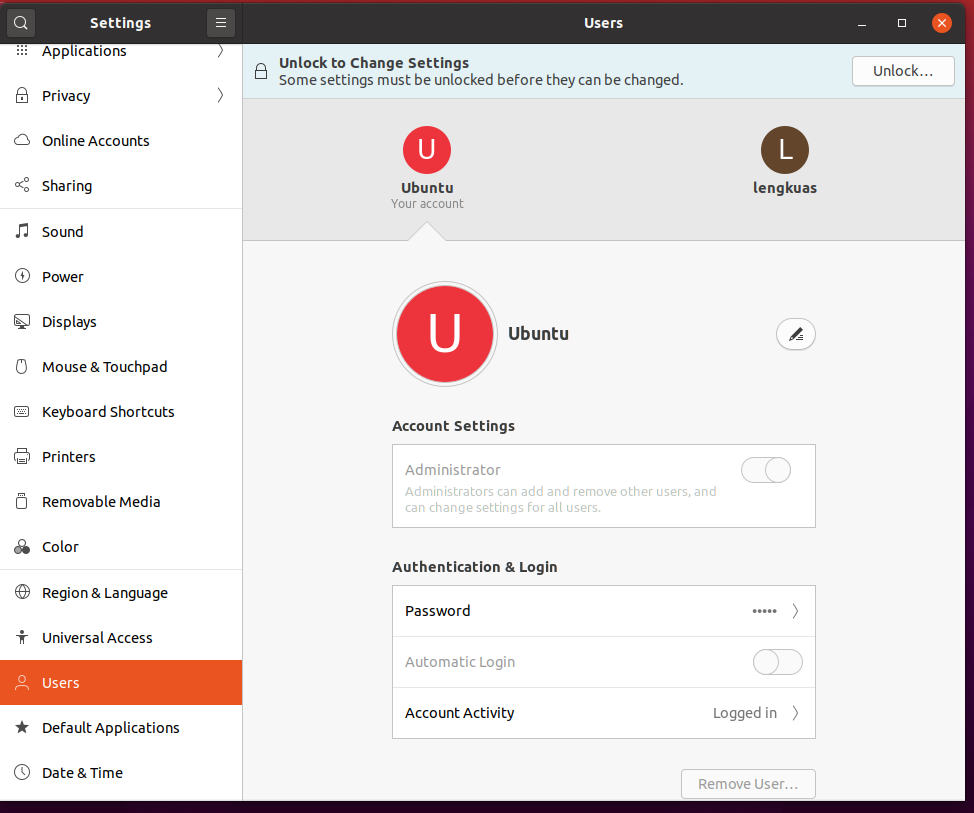 Settings
Users
Applications
Privacy
Online Accounts
Sharing
Sound
Power
Displays
Mouse & Touchpad
Keyboard Shortcuts
Printers
Removable Media
Color
Region & Language
Universal Access
Users
Default Applications
Date & Time
Unlock to Change Settings
Some settings must be unlocked before they can be changed.
Unlock...
U
Ubuntu
Your account
L
lengkuas
U
Ubuntu
Account Settings
Administrator
Administrators can add and remove other users, and
can change settings for all users.
Authentication & Login
Password •••••
Automatic Login
Account Activity Logged in
Remove User...